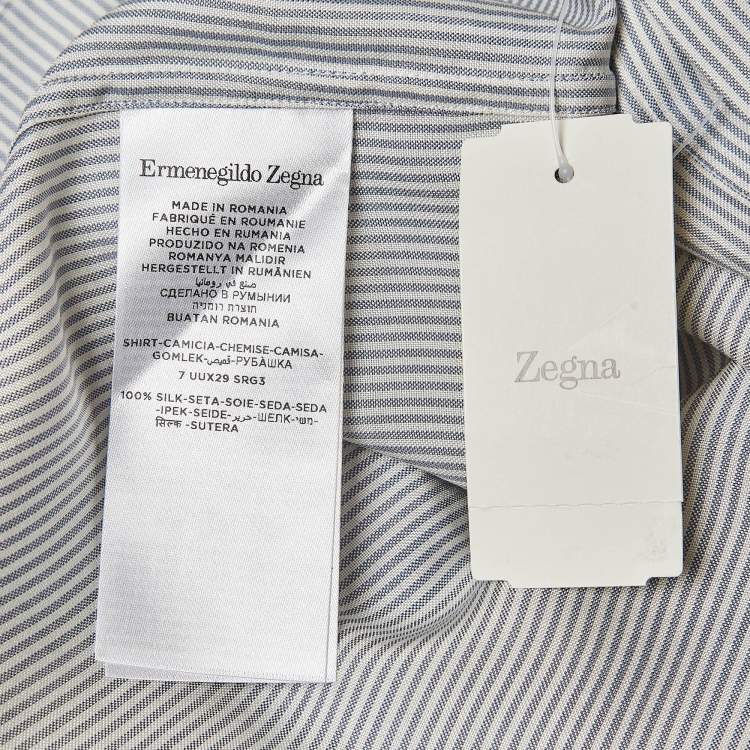 Ermenegildo Zegna
MADE IN ROMANIA
FABRIQUÉ EN ROUMANIE
HECHO EN RUMANIA
PRODUZIDO NA ROMENIA
ROMANYA MALIDIR
HERGESTELLT IN RUMÄNIEN
صنع في رومانيا
СДЕЛАНО В РУМЫНИИ
תוצרת רומניה
BUATAN ROMANIA
SHIRT-CAMICIA-CHEMISE-CAMISA-
GOMLEK-قميص-РУБАШКА
7 UUX29 SRG3
100% SILK-SETA-SOIE-SEDA-SEDA
-IPEK-SEIDE-حرير-ШЕЛК-משי-
सिल्क -SUTERA
Zegna